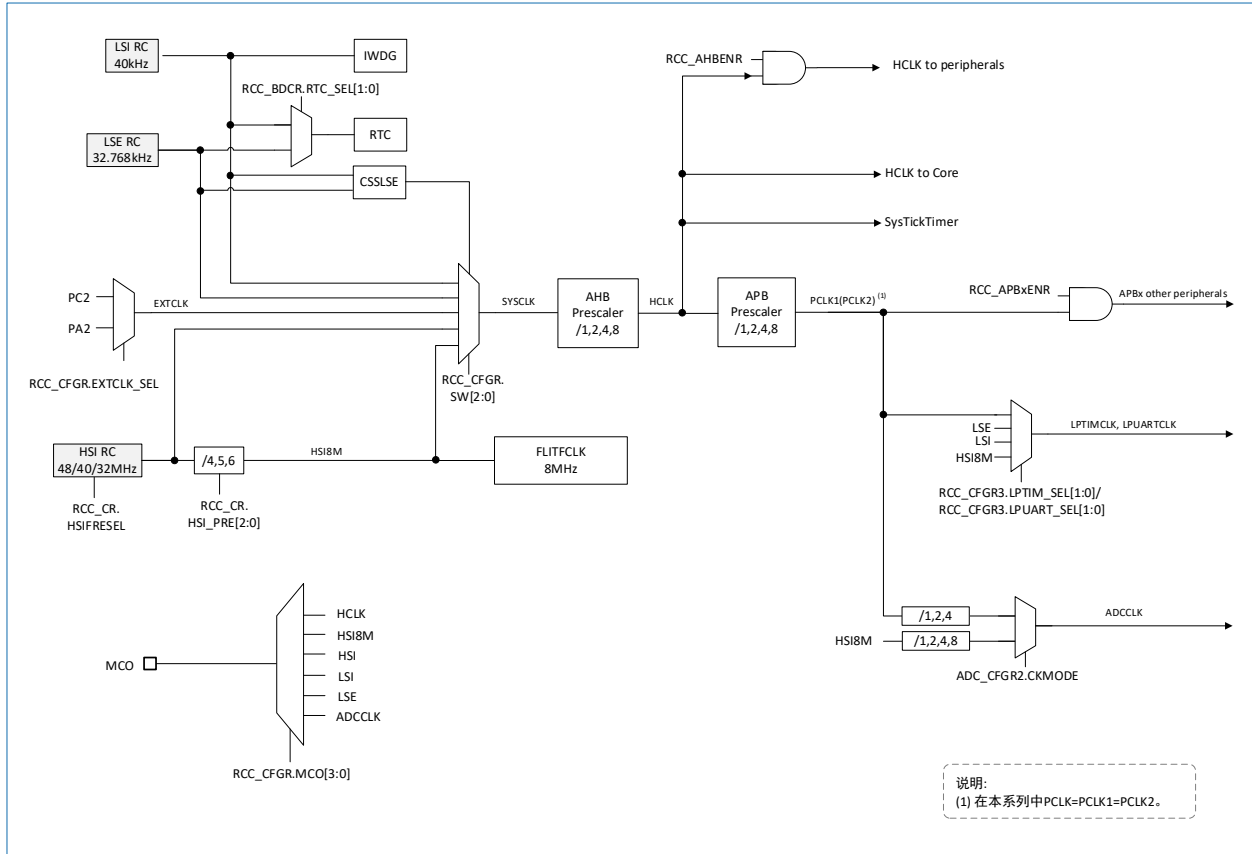 LSI RC
40kHz
IWDG
RCC_BDCR.RTC_SEL[1:0]
LSE RC
32.768kHz
RTC
CSSLSE
RCC_AHBENR
HCLK to peripherals
HCLK to Core
SysTickTimer
PC2
PA2
EXTCLK
RCC_CFGR.EXTCLK_SEL
SYSCLK
AHB
Prescaler
/1,2,4,8
HCLK
APB
Prescaler
/1,2,4,8
PCLK1(PCLK2) (1)
RCC_APBxENR
APBx other peripherals
RCC_CFGR.
SW[2:0]
HSI RC
48/40/32MHz
RCC_CR.
HSIFRESEL
/4,5,6
RCC_CR.
HSI_PRE[2:0]
HSI8M
FLITFCLK
8MHz
LSE
LSI
HSI8M
LPTIMCLK, LPUARTCLK
RCC_CFGR3.LPTIM_SEL[1:0]/
RCC_CFGR3.LPUART_SEL[1:0]
/1,2,4
HSI8M
/1,2,4,8
ADCCLK
ADC_CFGR2.CKMODE
MCO
HCLK
HSI8M
HSI
LSI
LSE
ADCCLK
RCC_CFGR.MCO[3:0]
说明:
(1) 在本系列中PCLK=PCLK1=PCLK2。